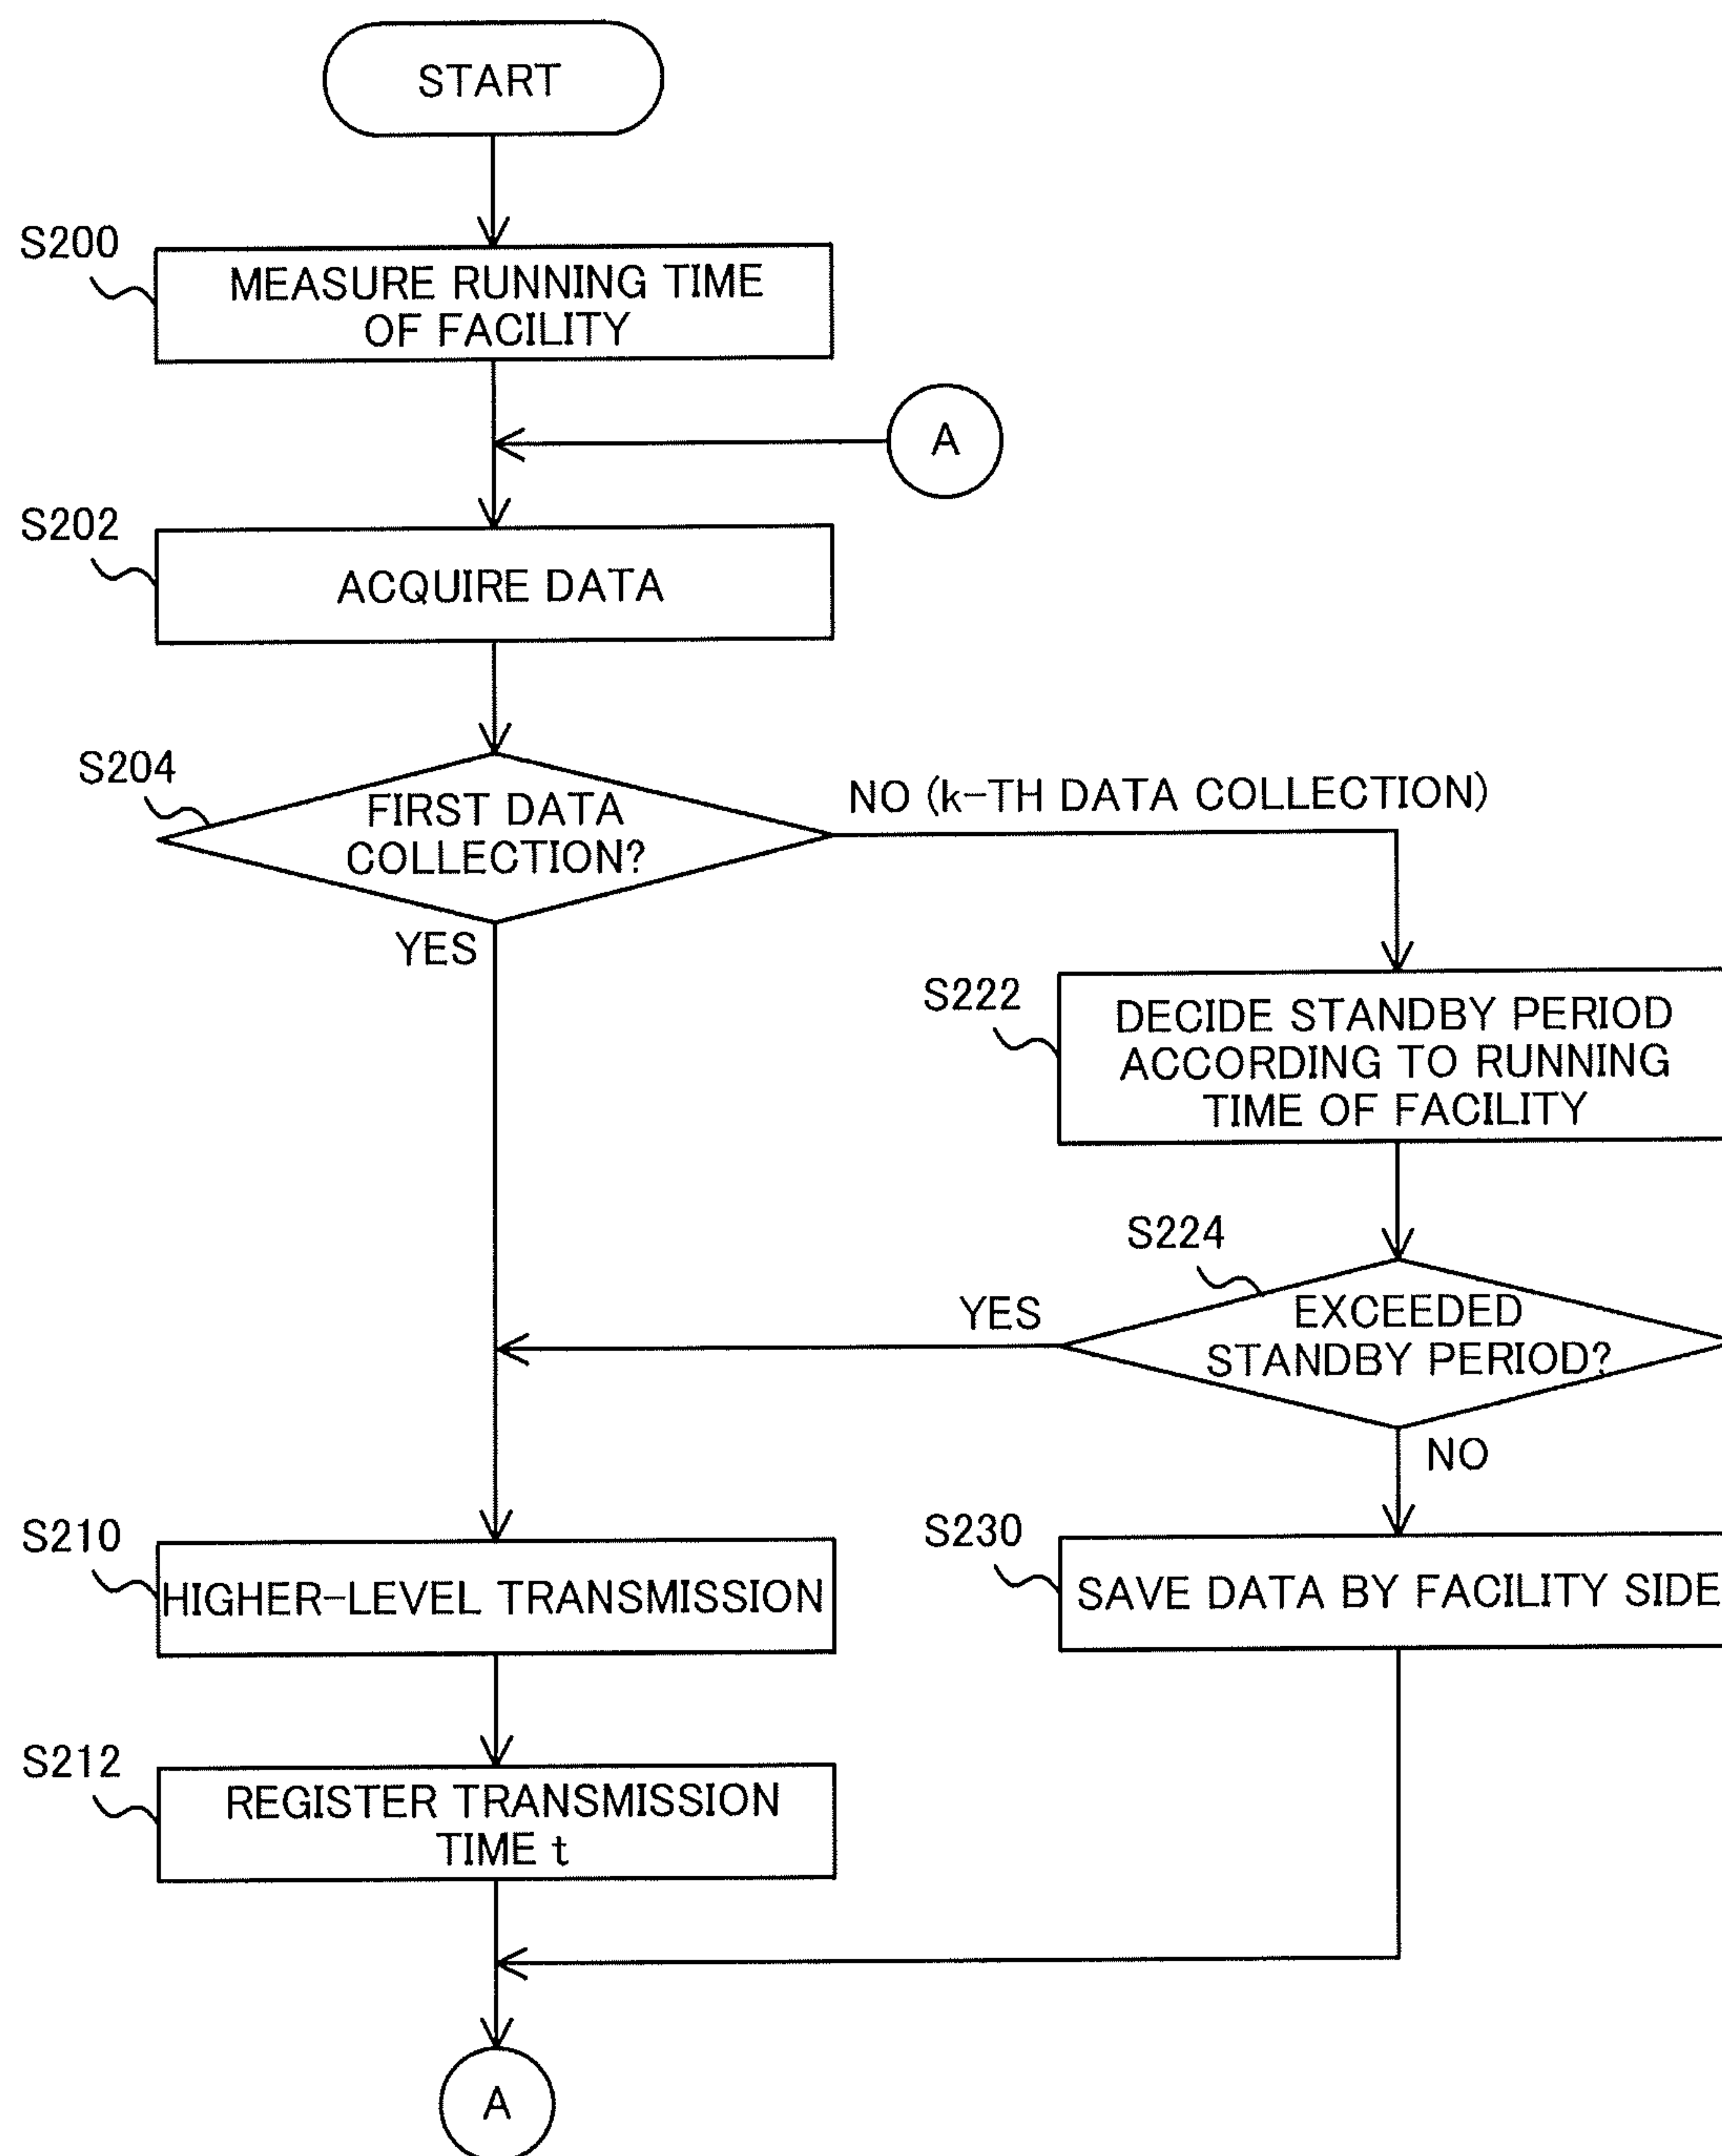 START
S200
MEASURE RUNNING TIME
OF FACILITY
A
S202
ACQUIRE DATA
S204
FIRST DATA
COLLECTION?
NO (k-TH DATA COLLECTION)
YES
S222
DECIDE STANDBY PERIOD
ACCORDING TO RUNNING
TIME OF FACILITY
S224
EXCEEDED
STANDBY PERIOD?
YES
NO
S210
HIGHER-LEVEL TRANSMISSION
S230
SAVE DATA BY FACILITY SIDE
S212
REGISTER TRANSMISSION
TIME t
A